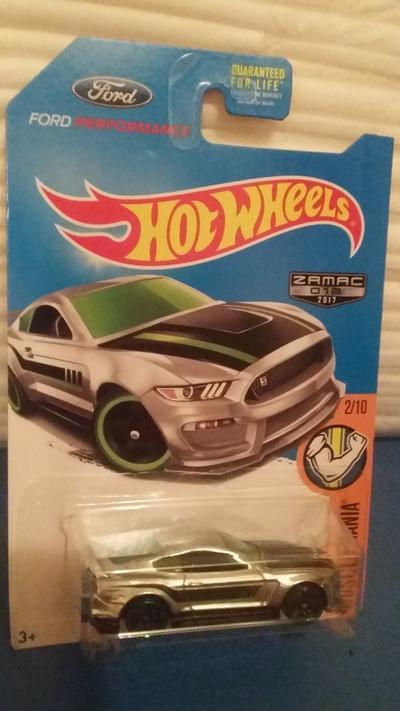 Ford
FORD PERFORMANCE
GUARANTEED
FOR LIFE
HOT WHEELS
ZAMAC
012
2017
2/10
3+